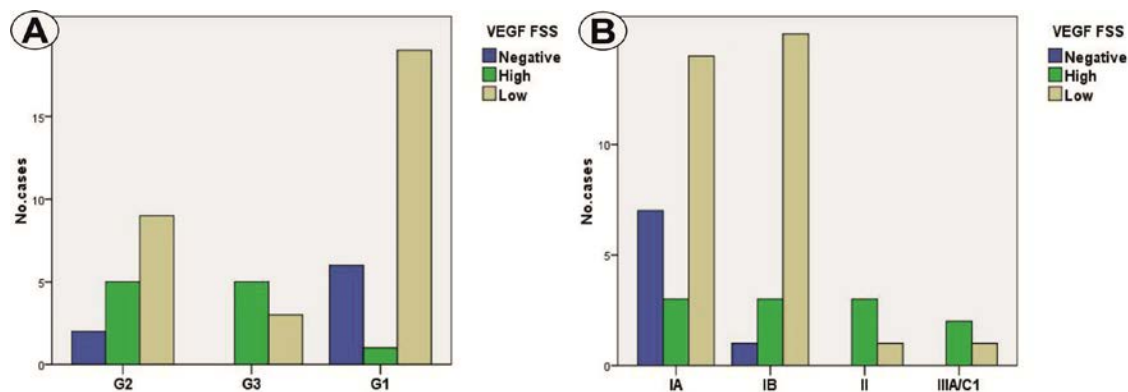 A
VEGF FSS
Negative
High
Low
No.cases
15
10
5
0
G2 G3 G1
B
VEGF FSS
Negative
High
Low
No.cases
10
5
0
IA IB II IIIA/C1